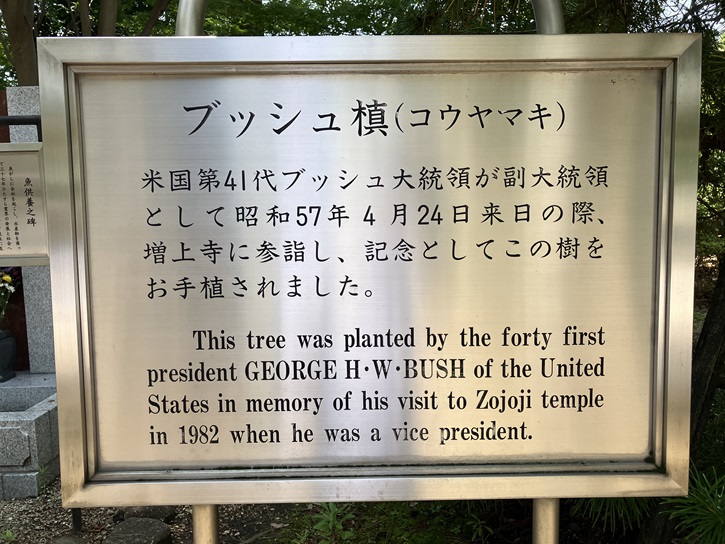 ブッシュ槙(コウヤマキ)
米国第41代ブッシュ大統領が副大統領
として昭和57年4月24日来日の際、
増上寺に参詣し、記念としてこの樹を
お手植されました。
This tree was planted by the forty first
president GEORGE H·W·BUSH of the United
States in memory of his visit to Zojoji temple
in 1982 when he was a vice president.
魚供養之碑